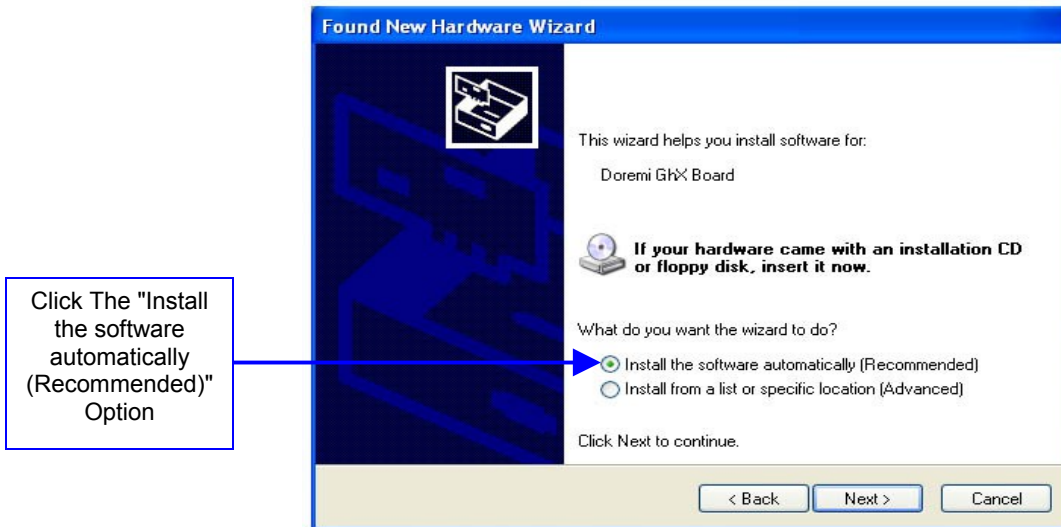 Found New Hardware Wizard
This wizard helps you install software for:
Doremi GhX Board
If your hardware came with an installation CD
or floppy disk, insert it now.
Click The "Install
the software
automatically
(Recommended)"
Option
What do you want the wizard to do?
Install the software automatically (Recommended)
Install from a list or specific location (Advanced)
Click Next to continue.
< Back
Next >
Cancel